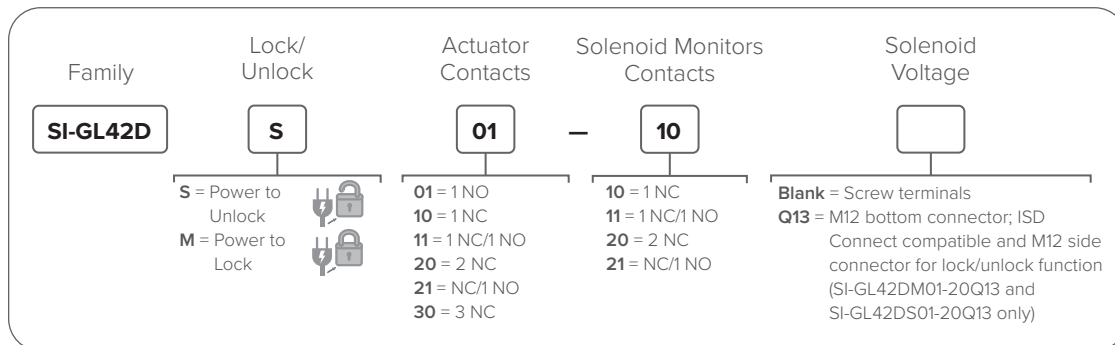 Family
Lock/
Unlock
Actuator
Contacts
Solenoid Monitors
Contacts
Solenoid
Voltage
SI-GL42D
S
01
–
10
S = Power to
Unlock
M = Power to
Lock
01 = 1 NO
10 = 1 NC
11 = 1 NC/1 NO
20 = 2 NC
21 = NC/1 NO
30 = 3 NC
10 = 1 NC
11 = 1 NC/1 NO
20 = 2 NC
21 = NC/1 NO
Blank = Screw terminals
Q13 = M12 bottom connector; ISD
Connect compatible and M12 side
connector for lock/unlock function
(SI-GL42DM01-20Q13 and
SI-GL42DS01-20Q13 only)